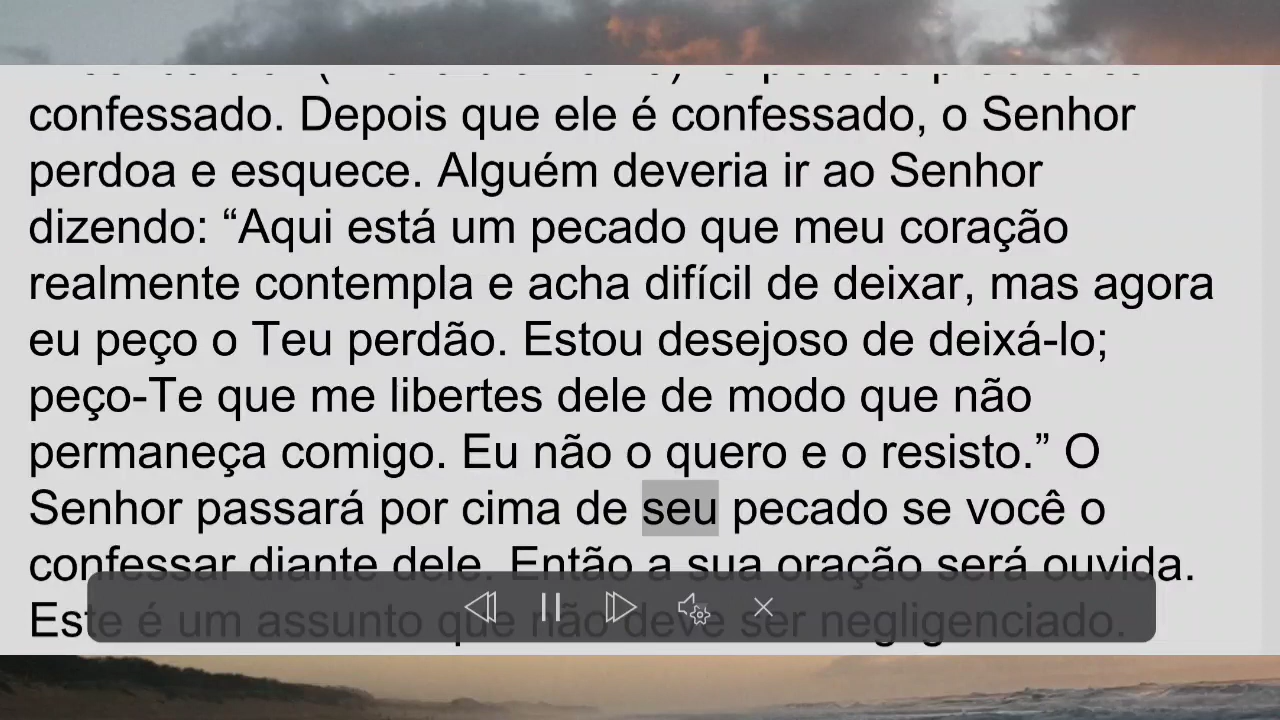 confessado. Depois que ele é confessado, o Senhor
perdoa e esquece. Alguém deveria ir ao Senhor
dizendo: “Aqui está um pecado que meu coração
realmente contempla e acha difícil de deixar, mas agora
eu peço o Teu perdão. Estou desejoso de deixá-lo;
peço-Te que me libertes dele de modo que não
permaneça comigo. Eu não o quero e o resisto.” O
Senhor passará por cima de seu pecado se você o
confessar diante dele. Então a sua oração será ouvida.
Este é um assunto que não deve ser negligenciado.